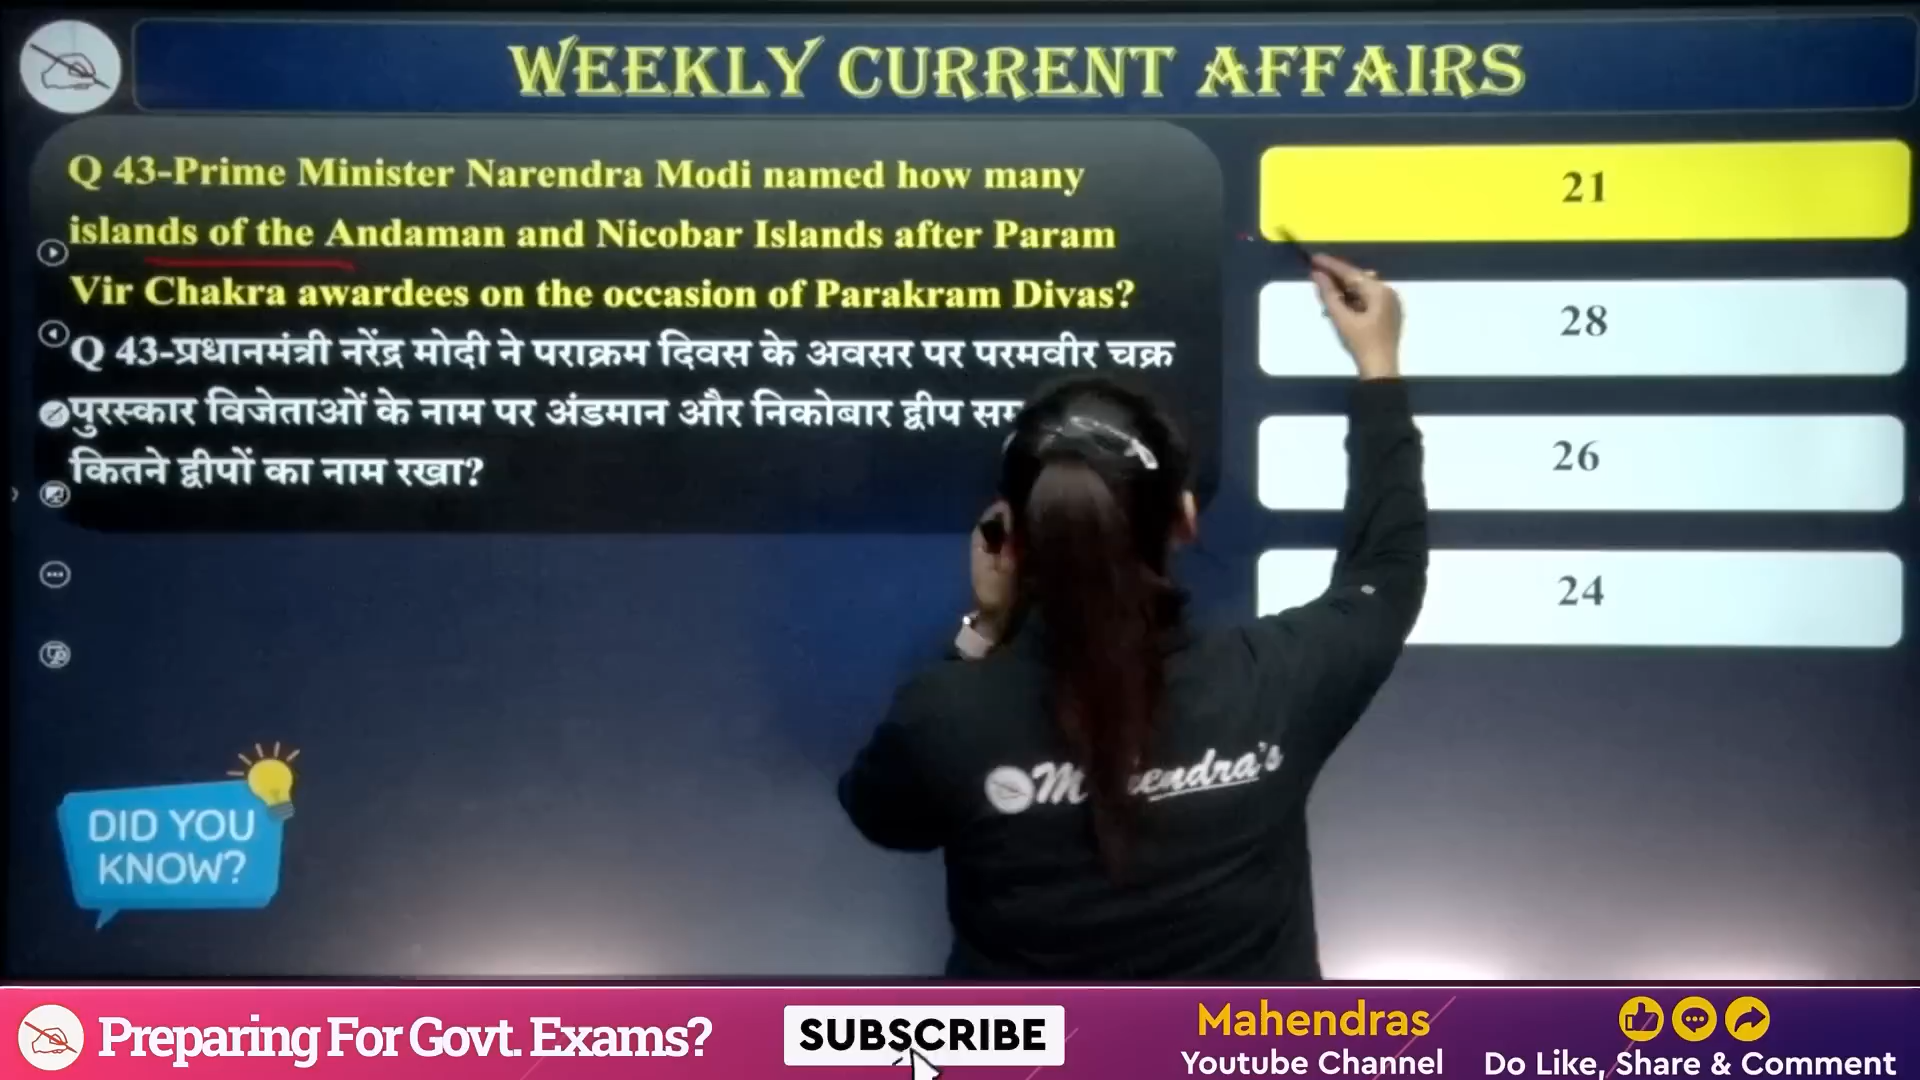 WEEKLY CURRENT AFFAIRS
Q 43-Prime Minister Narendra Modi named how many
islands of the Andaman and Nicobar Islands after Param
Vir Chakra awardees on the occasion of Parakram Divas?
Q 43-प्रधानमंत्री नरेंद्र मोदी ने पराक्रम दिवस के अवसर पर परमवीर चक्र
पुरस्कार विजेताओं के नाम पर अंडमान और निकोबार द्वीप
कितने द्वीपों का नाम रखा?
21
28
26
24
DID YOU
KNOW?
Preparing For Govt. Exams?
SUBSCRIBE
Mahendras
Youtube Channel
Do Like, Share & Comment